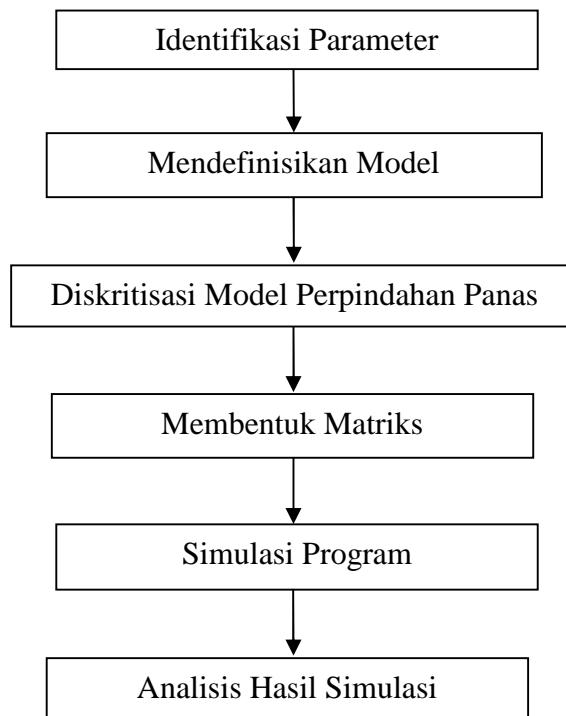 Identifikasi Parameter
Mendefinisikan Model
Diskritisasi Model Perpindahan Panas
Membentuk Matriks
Simulasi Program
Analisis Hasil Simulasi